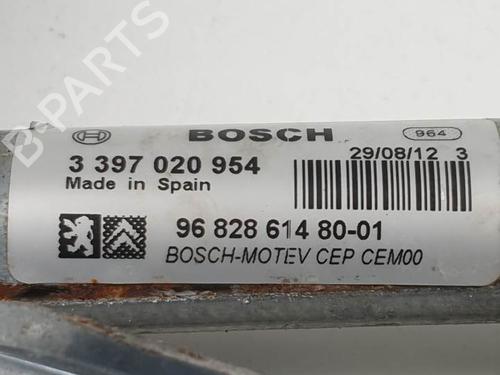 B-PARTS
BOSCH
964
3 397 020 954
29/08/12 3
Made in Spain
96 828 614 80-01
BOSCH-MOTEV CEP CEM00